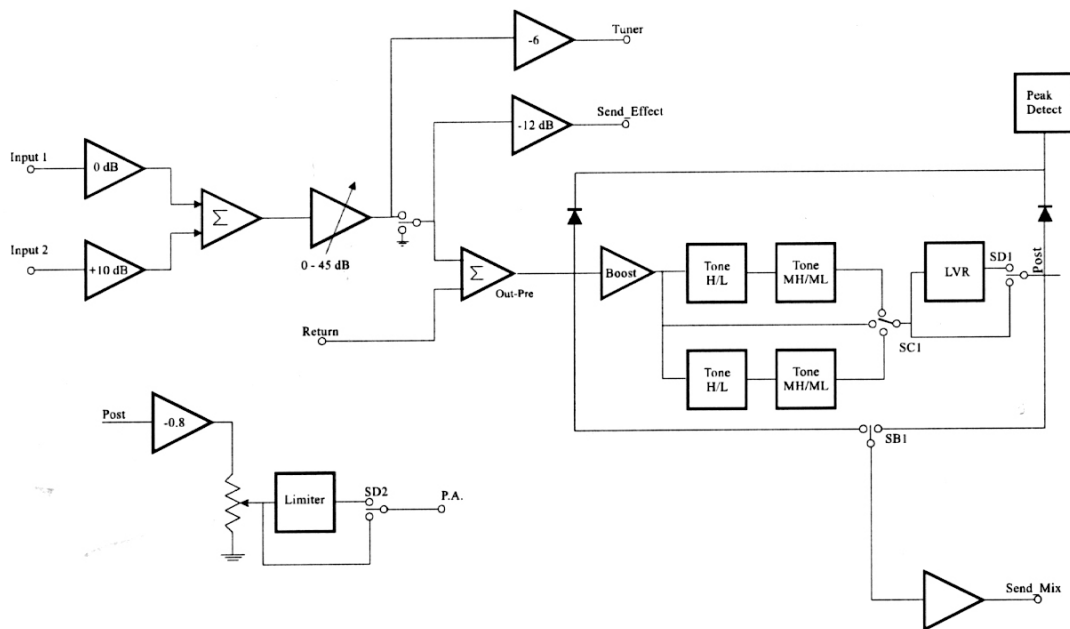 Tuner
-6
Peak
Detect
Send_Effect
-12 dB
Input 1
0 dB
Σ
Input 2
+10 dB
0 - 45 dB
Σ
Out-Pre
Return
Boost
Tone
H/L
Tone
MH/ML
LVR
SD1
Post
SC1
Tone
H/L
Tone
MH/ML
SB1
Post
-0.8
Limiter
SD2
P.A.
Send_Mix